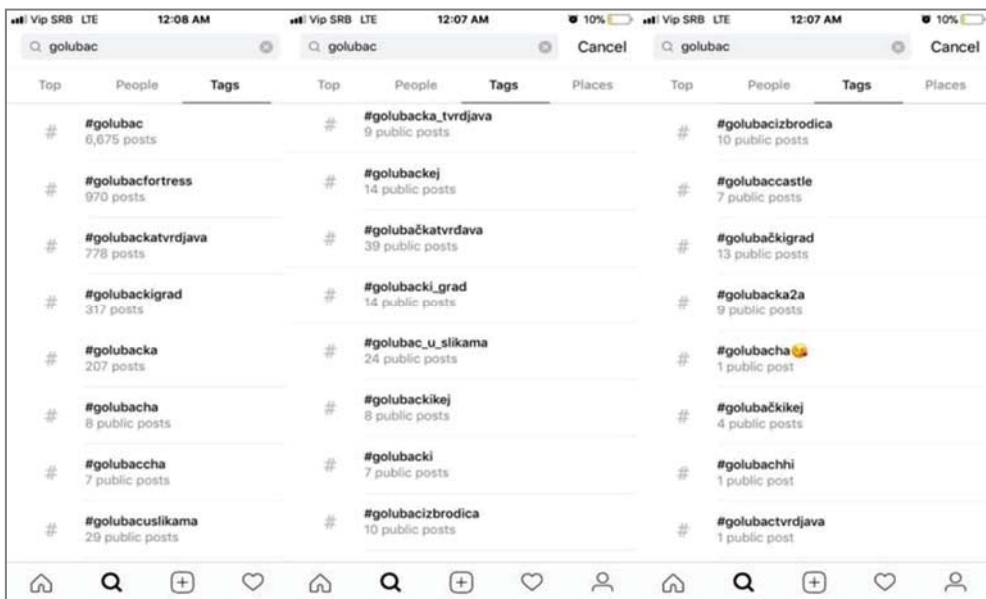 Vip SRB LTE 12:08 AM
golubac
Top People Tags
#golubac
6,675 posts
#golubacfortress
970 posts
#golubackatvrdjava
778 posts
#golubackigrad
317 posts
#golubacka
207 posts
#golubacha
8 public posts
#golubaccha
7 public posts
#golubacuslikama
29 public posts
Vip SRB LTE 12:07 AM 10%
golubac Cancel
Top People Tags Places
#golubacka_tvrdjava
9 public posts
#golubackej
14 public posts
#golubačkatvrđava
39 public posts
#golubacki_grad
14 public posts
#golubac_u_slikama
24 public posts
#golubackikej
8 public posts
#golubacki
7 public posts
#golubacizbrodica
10 public posts
Vip SRB LTE 12:07 AM 10%
golubac Cancel
Top People Tags Places
#golubacizbrodica
10 public posts
#golubaccastle
7 public posts
#golubačkigrad
13 public posts
#golubacka2a
9 public posts
#golubacha😘
1 public post
#golubačkikej
4 public posts
#golubachhi
1 public post
#golubactvrdjava
1 public post